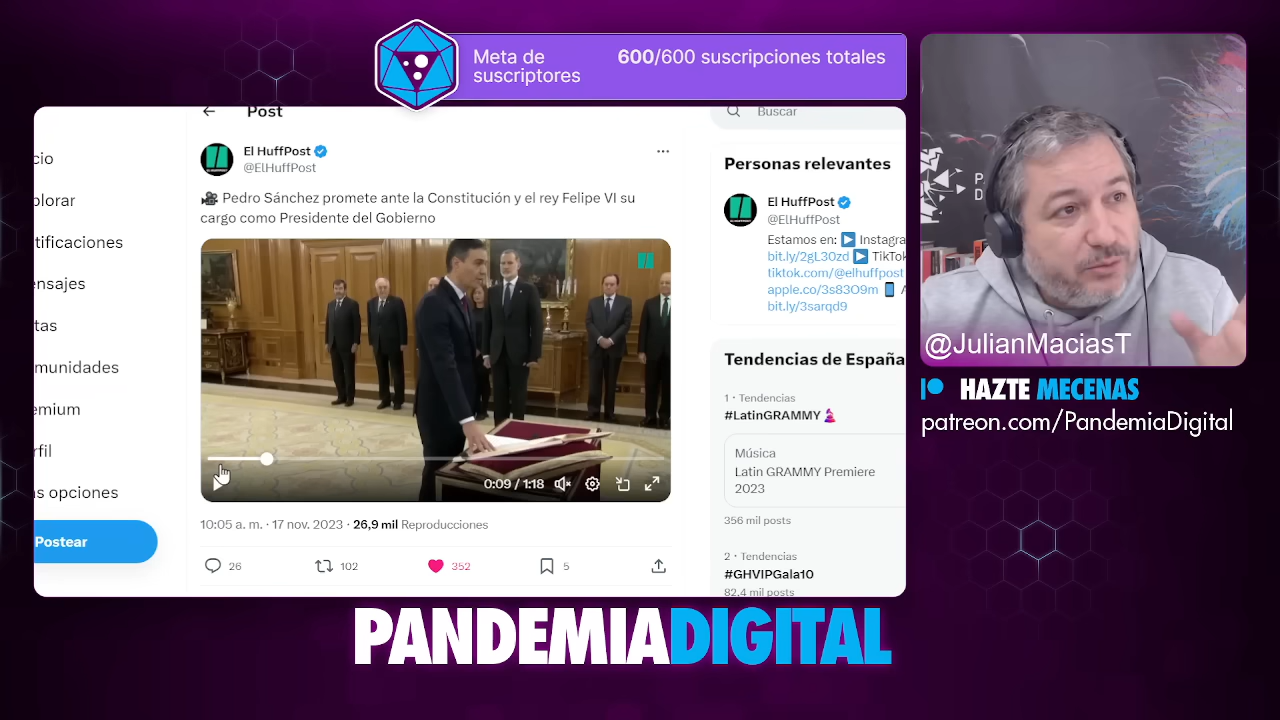 Meta de
suscriptores
600/600 suscripciones totales
Post
Buscar
cio
plorar
tificaciones
ensajes
tas
munidades
emium
rfil
s opciones
Postear
El HuffPost
@ElHuffPost
Pedro Sánchez promete ante la Constitución y el rey Felipe VI su
cargo como Presidente del Gobierno
0:09 / 1:18
10:05 a. m. · 17 nov. 2023 · 26,9 mil Reproducciones
26
102
352
5
Personas relevantes
El HuffPost
@ElHuffPost
Estamos en: Instagra
bit.ly/2gL30zd TikTok
tiktok.com/@elhuffpost
apple.co/3s83O9m
bit.ly/3sarqd9
Tendencias de España
1 · Tendencias
#LatinGRAMMY
Música
Latin GRAMMY Premiere
2023
356 mil posts
2 · Tendencias
#GHVIPGala10
82,4 mil posts
@JulianMaciasT
HAZTE MECENAS
patreon.com/PandemiaDigital
PANDEMIADIGITAL